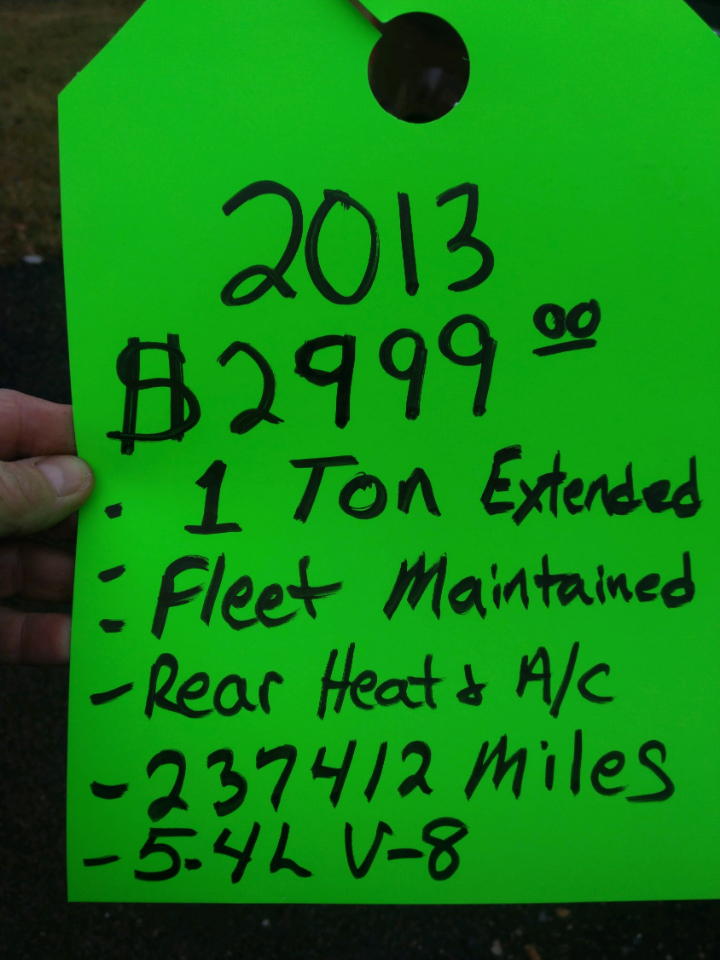 2013
$2999 00
- 1 Ton Extended
- Fleet Maintained
- Rear Heat & A/C
- 237412 Miles
- 5.4L V-8